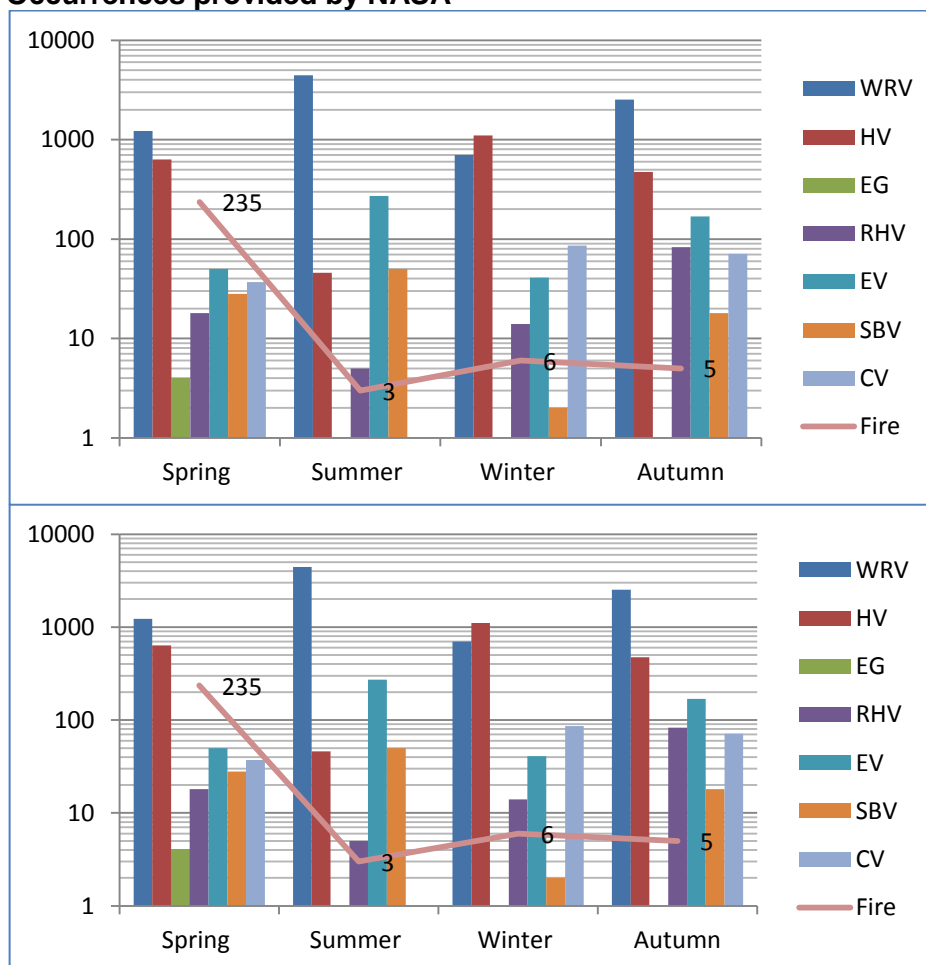 Occurrences provided by NASA
10000
1000
100
10
1
235
3
6
5
Spring
Summer
Winter
Autumn
WRV
HV
EG
RHV
EV
SBV
CV
Fire
10000
1000
100
10
1
235
3
6
5
Spring
Summer
Winter
Autumn
WRV
HV
EG
RHV
EV
SBV
CV
Fire